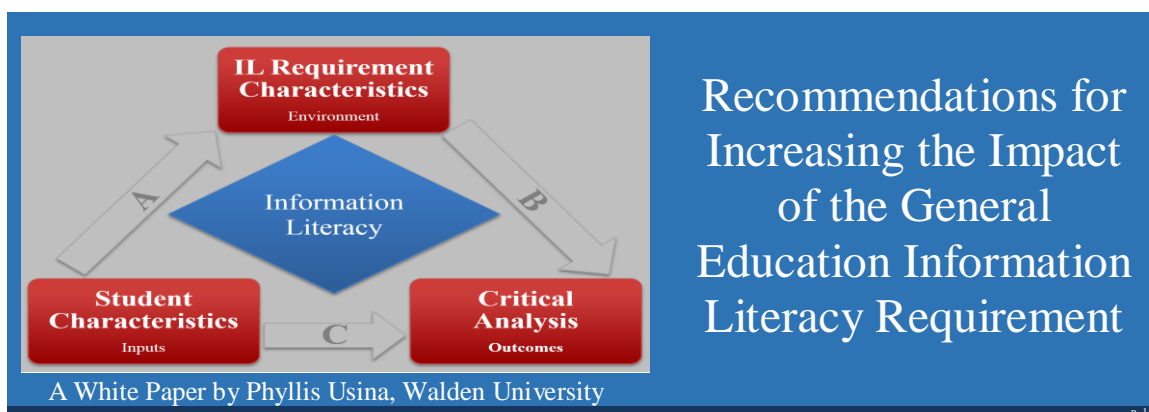 IL Requirement
Characteristics
Environment
A
B
Information
Literacy
Student
Characteristics
Inputs
C
Critical
Analysis
Outcomes
A White Paper by Phyllis Usina, Walden University
Recommendations for
Increasing the Impact
of the General
Education Information
Literacy Requirement